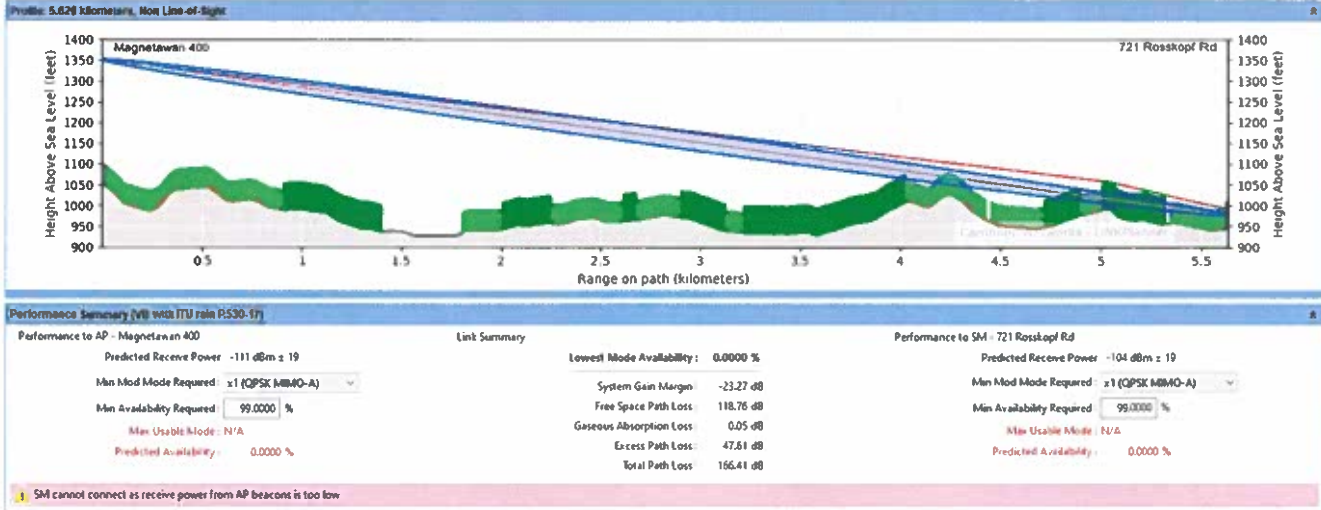 Profile: 5.628 kilometers, Non Line-of-Sight
Magnetawan 400
721 Rosskopf Rd
Height Above Sea Level (feet)
1400
1350
1300
1250
1200
1150
1100
1050
1000
950
900
0.5 1 1.5 2 2.5 3 3.5 4 4.5 5 5.5
Range on path (kilometers)
1400
1350
1300
1250
1200
1150
1100
1050
1000
950
900
Height Above Sea Level (feet)
Performance Summary (V0 with ITU rain P.530-17)
Performance to AP - Magnetawan 400
Predicted Receive Power -111 dBm ± 19
Min Mod Mode Required : x1 (QPSK MIMO-A)
Min Availability Required : 99.0000 %
Max Usable Mode : N/A
Predicted Availability : 0.0000 %
Link Summary
Lowest Mode Availability : 0.0000 %
System Gain Margin -23.27 dB
Free Space Path Loss 118.76 dB
Gaseous Absorption Loss 0.05 dB
Excess Path Loss 47.61 dB
Total Path Loss 166.41 dB
Performance to SM - 721 Rosskopf Rd
Predicted Receive Power -104 dBm ± 19
Min Mod Mode Required : x1 (QPSK MIMO-A)
Min Availability Required : 99.0000 %
Max Usable Mode : N/A
Predicted Availability : 0.0000 %
SM cannot connect as receive power from AP beacons is too low